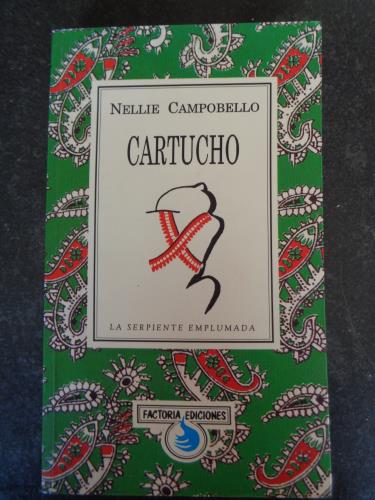 NELLIE CAMPOBELLO
CARTUCHO
LA SERPIENTE EMPLUMADA
FACTORIA EDICIONES